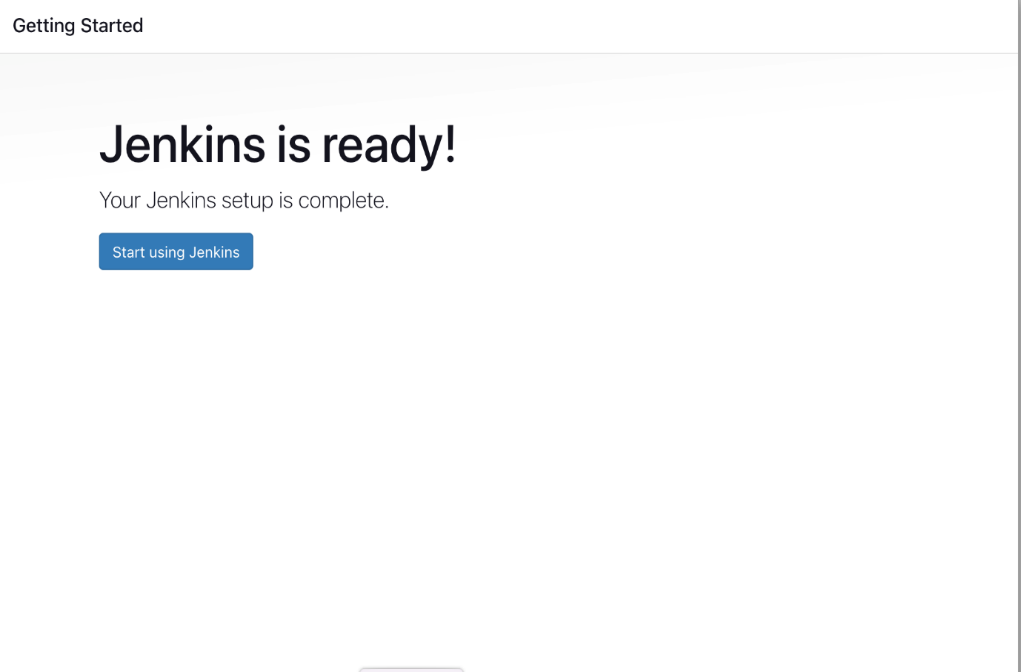 Getting Started
Jenkins is ready!
Your Jenkins setup is complete.
Start using Jenkins